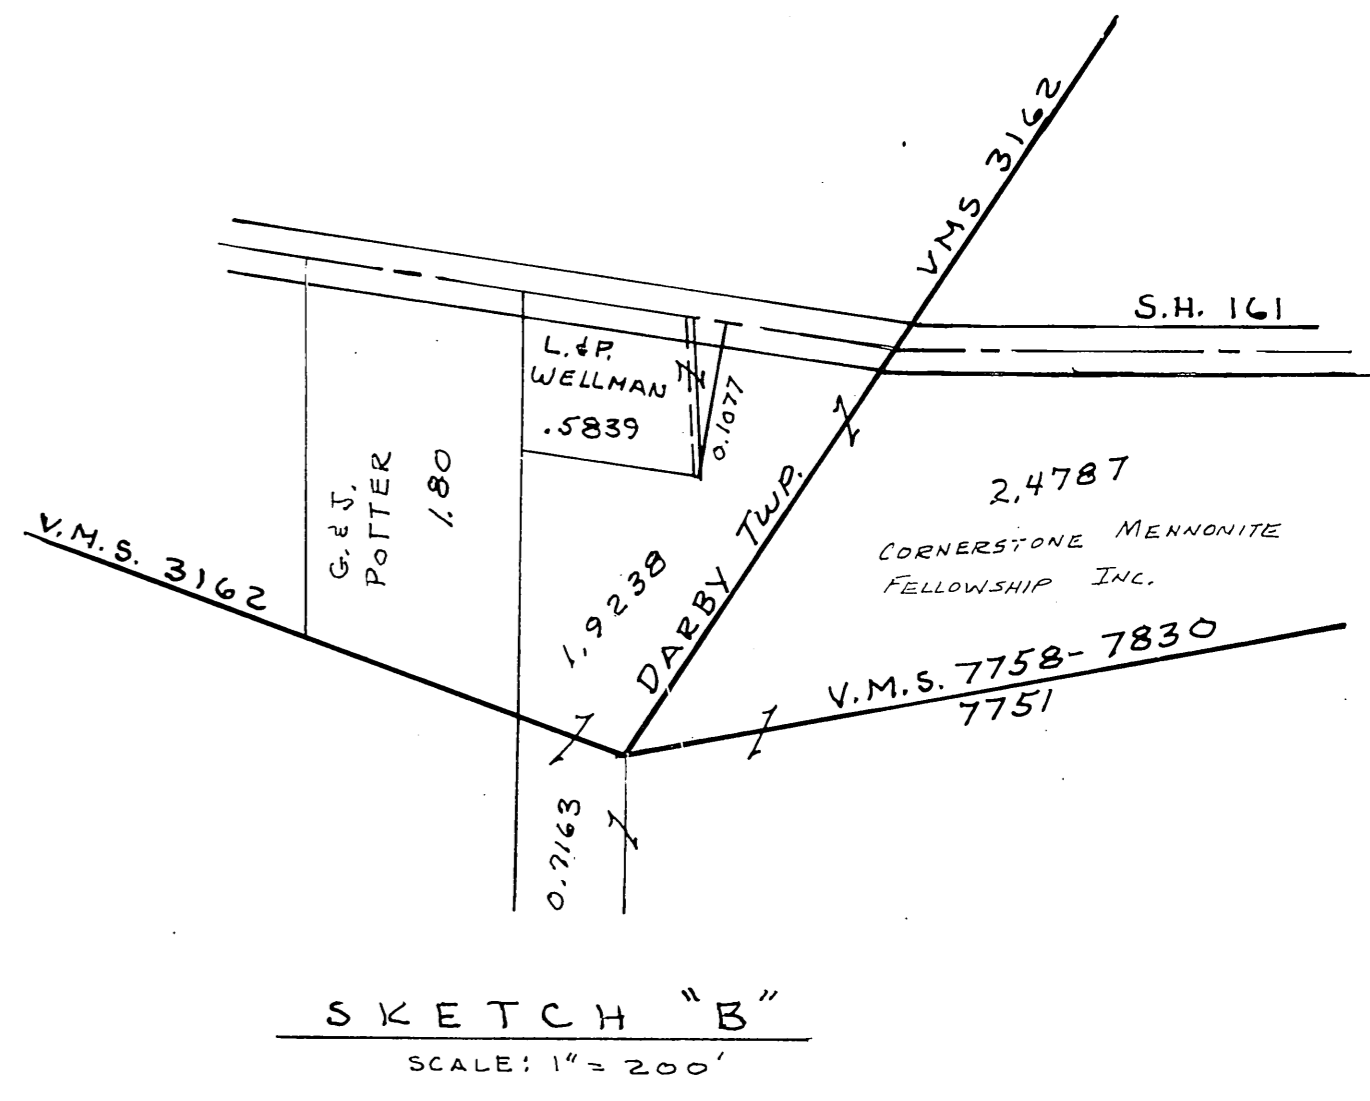 VMS 3162
S.H. 161
L. & P.
WELLMAN
.5839
0.1077
G. & J.
POTTER
1.80
V.M.S. 3162
1.9238
DARBY TWP.
2.4787
CORNERSTONE MENNONITE
FELLOWSHIP INC.
V.M.S. 7758-7830
7751
0.7163
SKETCH "B"
SCALE: 1" = 200'